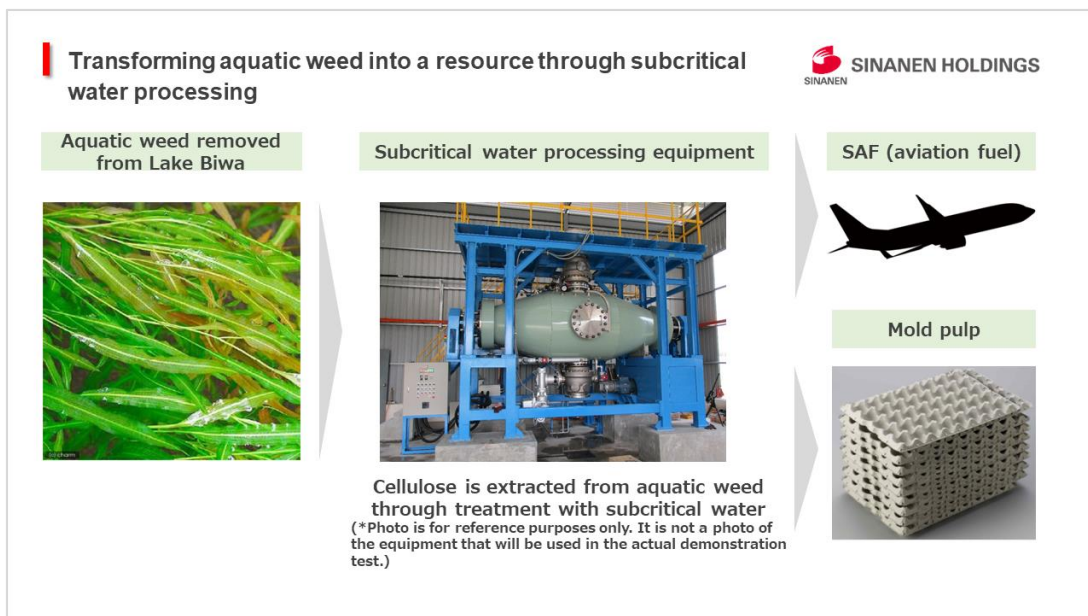 Transforming aquatic weed into a resource through subcritical
water processing
SINANEN
SINANEN HOLDINGS
Aquatic weed removed
from Lake Biwa
Subcritical water processing equipment
SAF (aviation fuel)
(c) charm
Cellulose is extracted from aquatic weed
through treatment with subcritical water
(*Photo is for reference purposes only. It is not a photo of
the equipment that will be used in the actual demonstration
test.)
Mold pulp